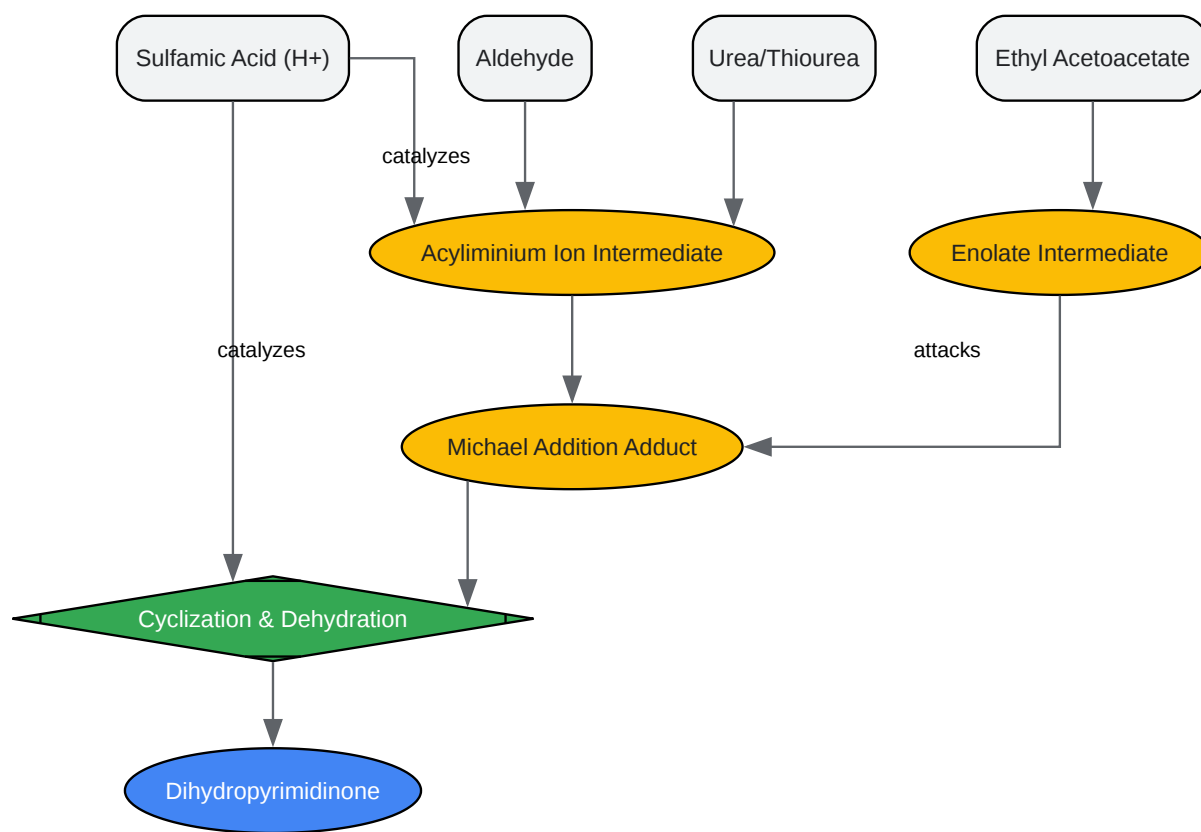 Sulfamic Acid (H+)
Aldehyde
Urea/Thiourea
Ethyl Acetoacetate
catalyzes
Acyliminium Ion Intermediate
Enolate Intermediate
catalyzes
attacks
Michael Addition Adduct
Cyclization & Dehydration
Dihydropyrimidinone